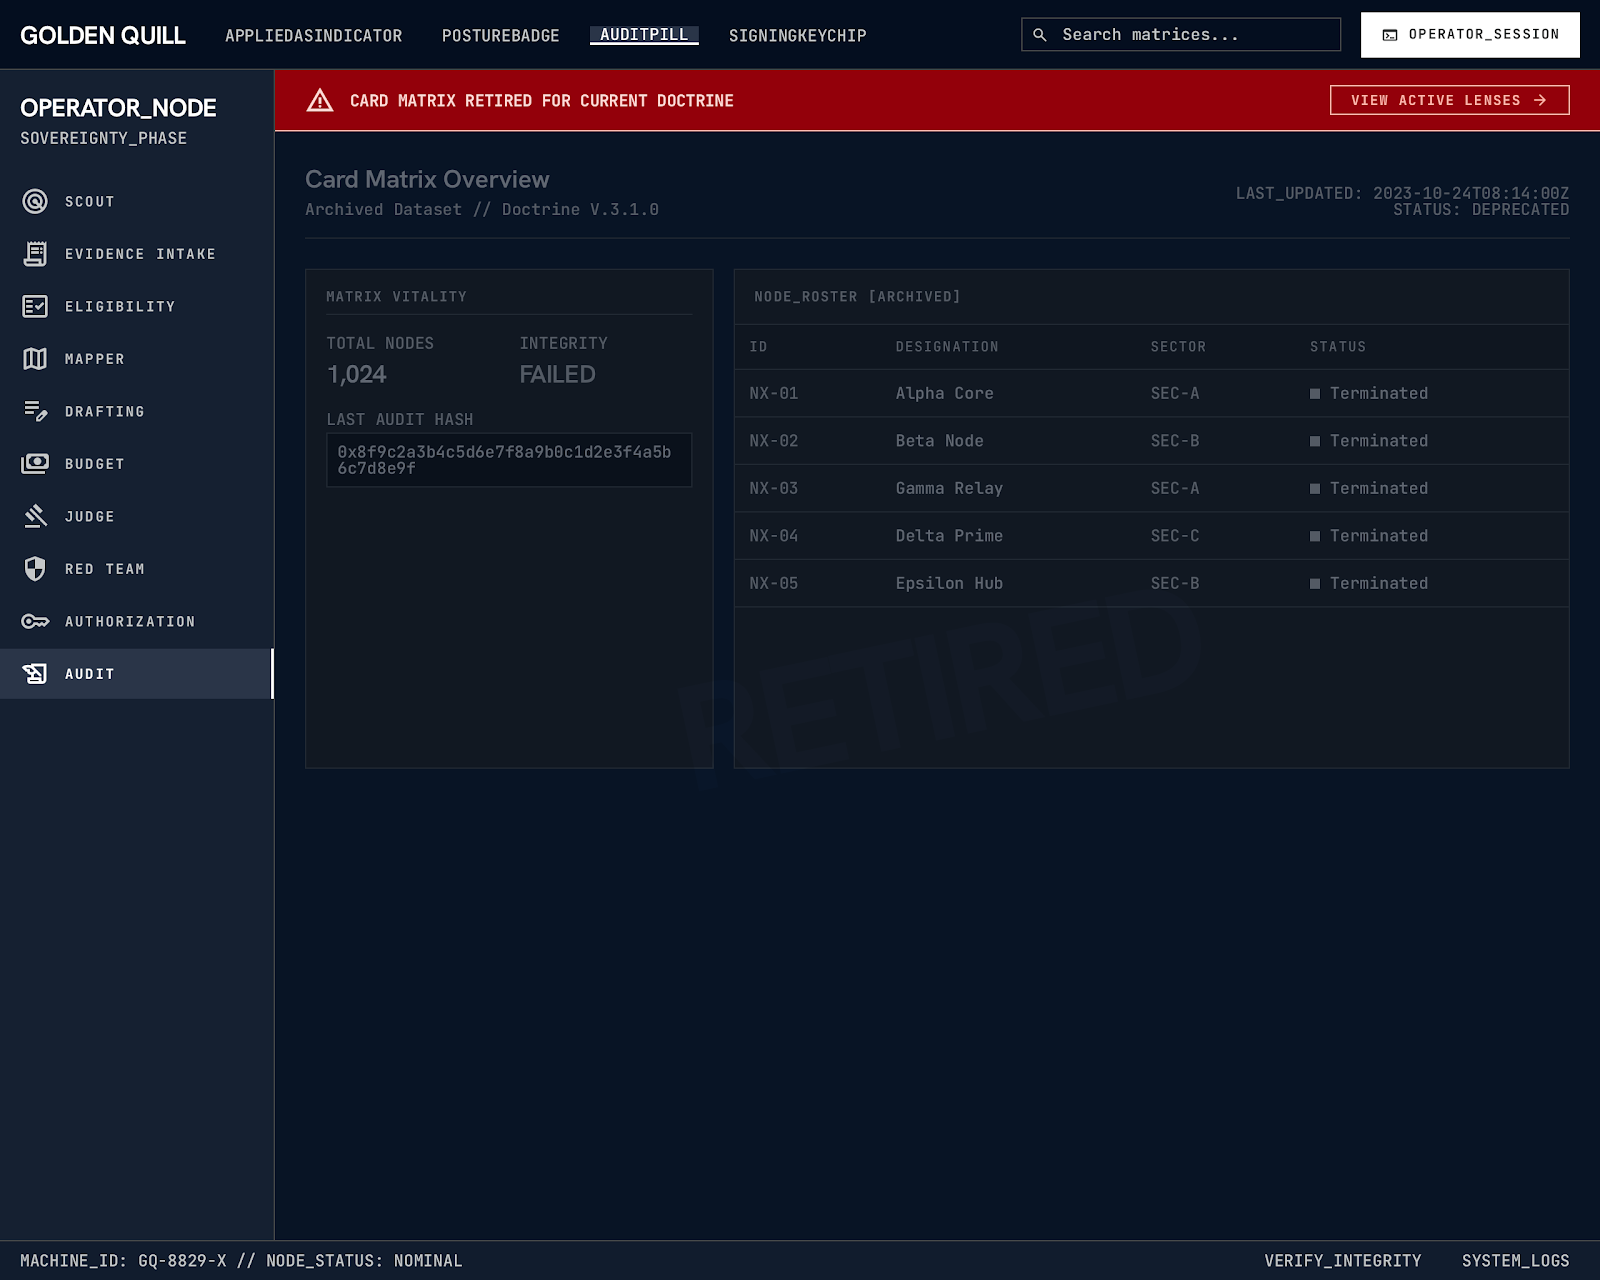 GOLDEN QUILL
APPLIEDASINDICATOR
POSTUREBADGE
AUDITPILL
SIGNINGKEYCHIP
Search matrices...
OPERATOR_SESSION
OPERATOR_NODE
SOVEREIGNTY_PHASE
SCOUT
EVIDENCE INTAKE
ELIGIBILITY
MAPPER
DRAFTING
BUDGET
JUDGE
RED TEAM
AUTHORIZATION
AUDIT
CARD MATRIX RETIRED FOR CURRENT DOCTRINE
VIEW ACTIVE LENSES
Card Matrix Overview
Archived Dataset // Doctrine V.3.1.0
LAST_UPDATED: 2023-10-24T08:14:00Z
STATUS: DEPRECATED
MATRIX VITALITY
TOTAL NODES
1,024
INTEGRITY
FAILED
LAST AUDIT HASH
0x8f9c2a3b4c5d6e7f8a9b0c1d2e3f4a5b
6c7d8e9f
NODE_ROSTER [ARCHIVED]
ID DESIGNATION SECTOR STATUS
NX-01 Alpha Core SEC-A Terminated
NX-02 Beta Node SEC-B Terminated
NX-03 Gamma Relay SEC-A Terminated
NX-04 Delta Prime SEC-C Terminated
NX-05 Epsilon Hub SEC-B Terminated
RETIRED
MACHINE_ID: GQ-8829-X // NODE_STATUS: NOMINAL
VERIFY_INTEGRITY
SYSTEM_LOGS